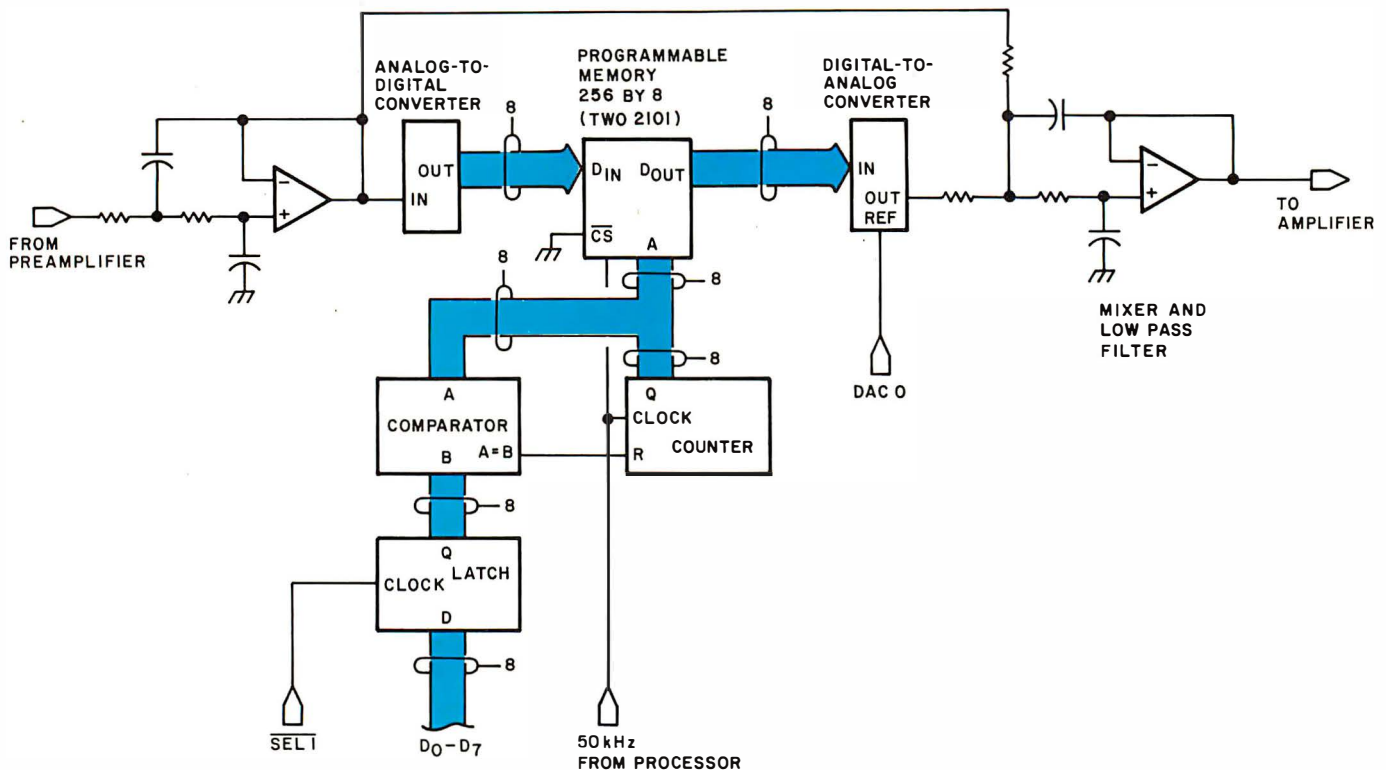 ANALOG-TO-
DIGITAL
CONVERTER
PROGRAMMABLE
MEMORY
256 BY 8
(TWO 2101)
DIGITAL-TO-
ANALOG
CONVERTER
8
8
OUT
IN
DIN
DOUT
CS
A
IN
OUT
REF
-
+
-
+
FROM
PREAMPLIFIER
TO
AMPLIFIER
8
8
8
MIXER AND
LOW PASS
FILTER
DAC 0
A
COMPARATOR
B
A=B
Q
CLOCK
COUNTER
R
8
Q
LATCH
CLOCK
D
8
SEL 1
D0-D7
50 kHz
FROM PROCESSOR